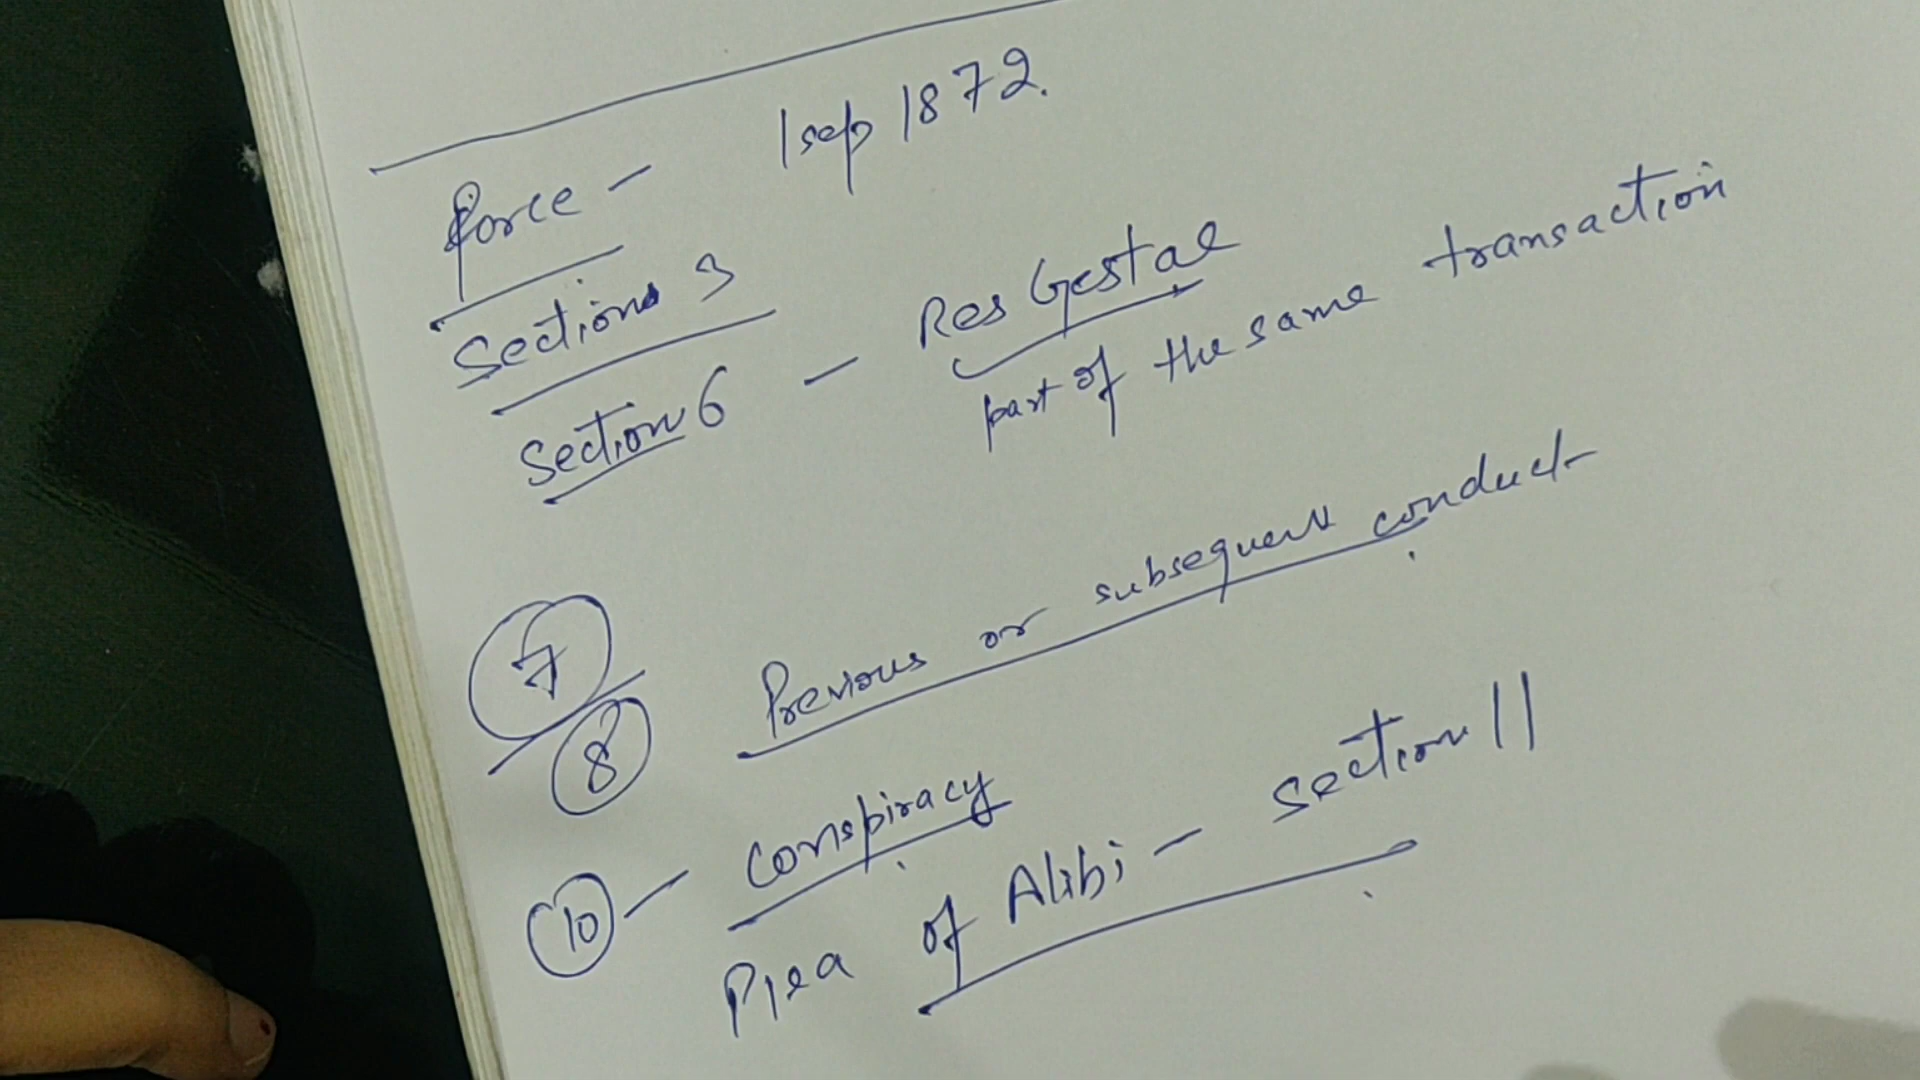 force - 1 sep 1872.
Sections 3
Section 6 - Res Gestae
part of the same transaction
7
8 Previous or subsequent conduct
10 - Conspiracy
Plea of Alibi - Section 11